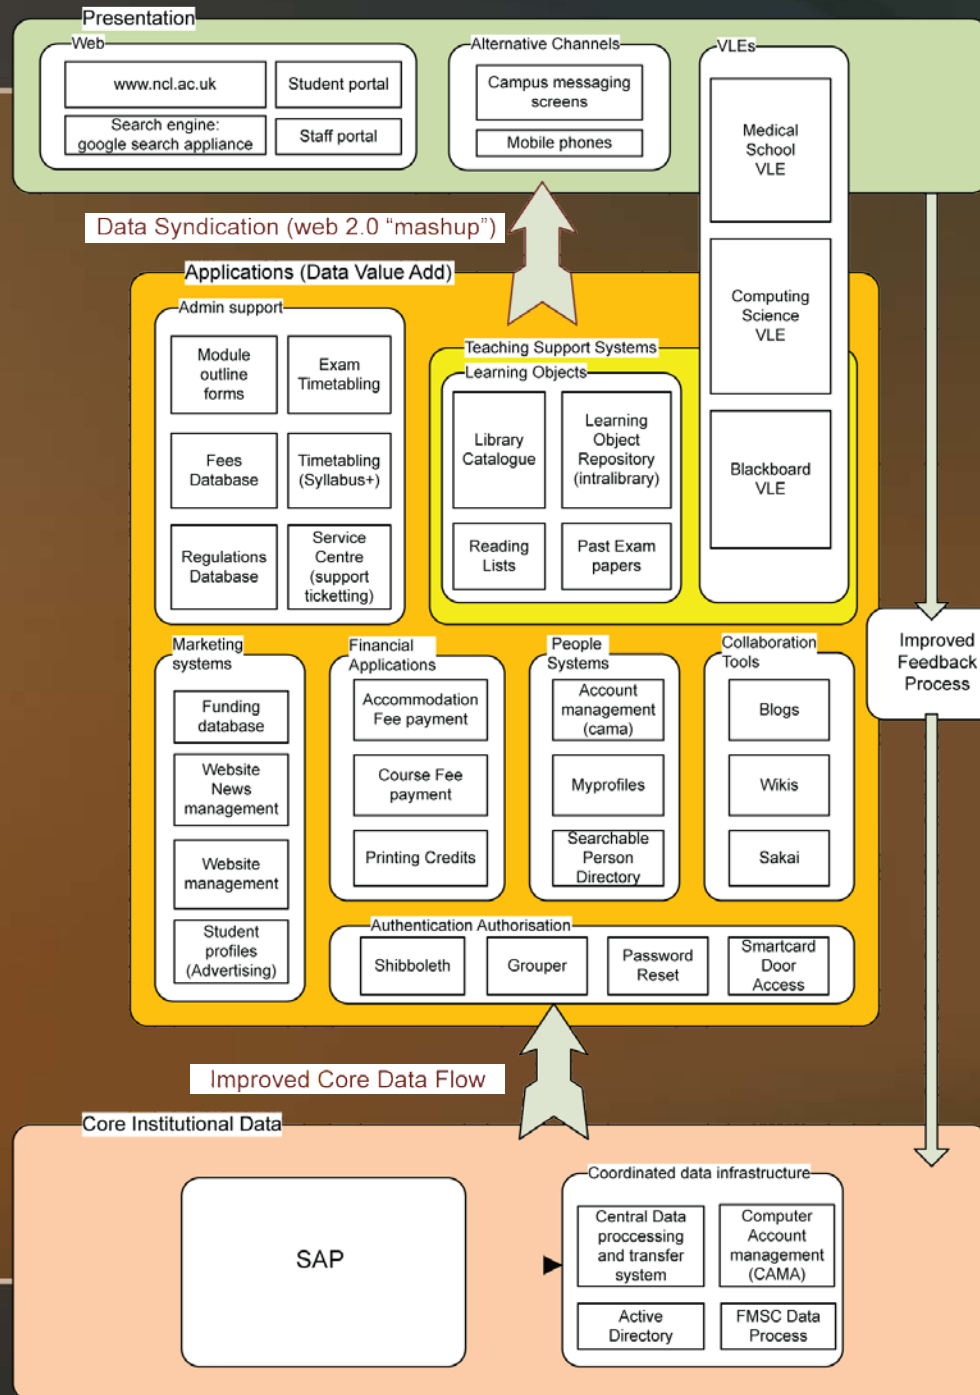 Presentation
Web
www.ncl.ac.uk
Student portal
Search engine:
google search appliance
Staff portal
Alternative Channels
Campus messaging
screens
Mobile phones
VLEs
Medical
School
VLE
Computing
Science
VLE
Blackboard
VLE
Data Syndication (web 2.0 “mashup”)
Applications (Data Value Add)
Admin support
Module
outline
forms
Exam
Timetabling
Fees
Database
Timetabling
(Syllabus+)
Regulations
Database
Service
Centre
(support
ticketting)
Teaching Support Systems
Learning Objects
Library
Catalogue
Learning
Object
Repository
(intralibrary)
Reading
Lists
Past Exam
papers
Marketing
systems
Funding
database
Website
News
management
Website
management
Student
profiles
(Advertising)
Financial
Applications
Accommodation
Fee payment
Course Fee
payment
Printing Credits
People
Systems
Account
management
(cama)
Myprofiles
Searchable
Person
Directory
Collaboration
Tools
Blogs
Wikis
Sakai
Improved
Feedback
Process
Authentication Authorisation
Shibboleth
Grouper
Password
Reset
Smartcard
Door
Access
Improved Core Data Flow
Core Institutional Data
SAP
Coordinated data infrastructure
Central Data
proccessing
and transfer
system
Computer
Account
management
(CAMA)
Active
Directory
FMSC Data
Process